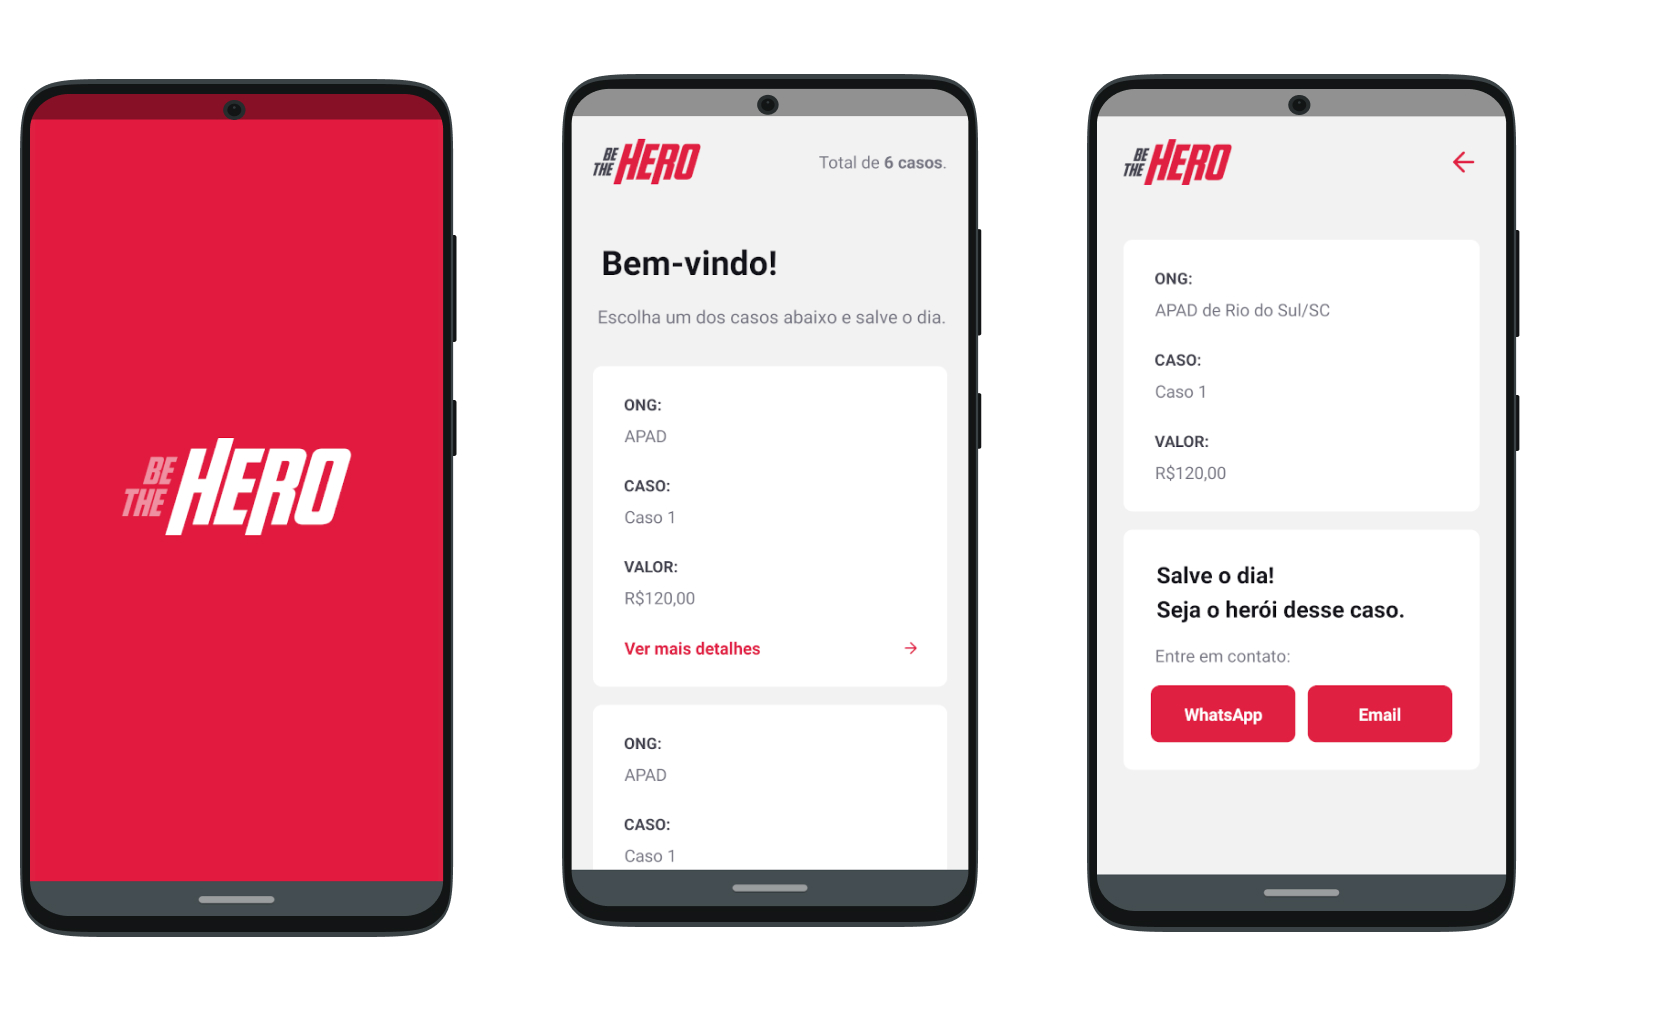 BE
THE HERO
BE
THE HERO
Total de 6 casos.
Bem-vindo!
Escolha um dos casos abaixo e salve o dia.
ONG:
APAD
CASO:
Caso 1
VALOR:
R$120,00
Ver mais detalhes
ONG:
APAD
CASO:
Caso 1
BE
THE HERO
ONG:
APAD de Rio do Sul/SC
CASO:
Caso 1
VALOR:
R$120,00
Salve o dia!
Seja o herói desse caso.
Entre em contato:
WhatsApp
Email